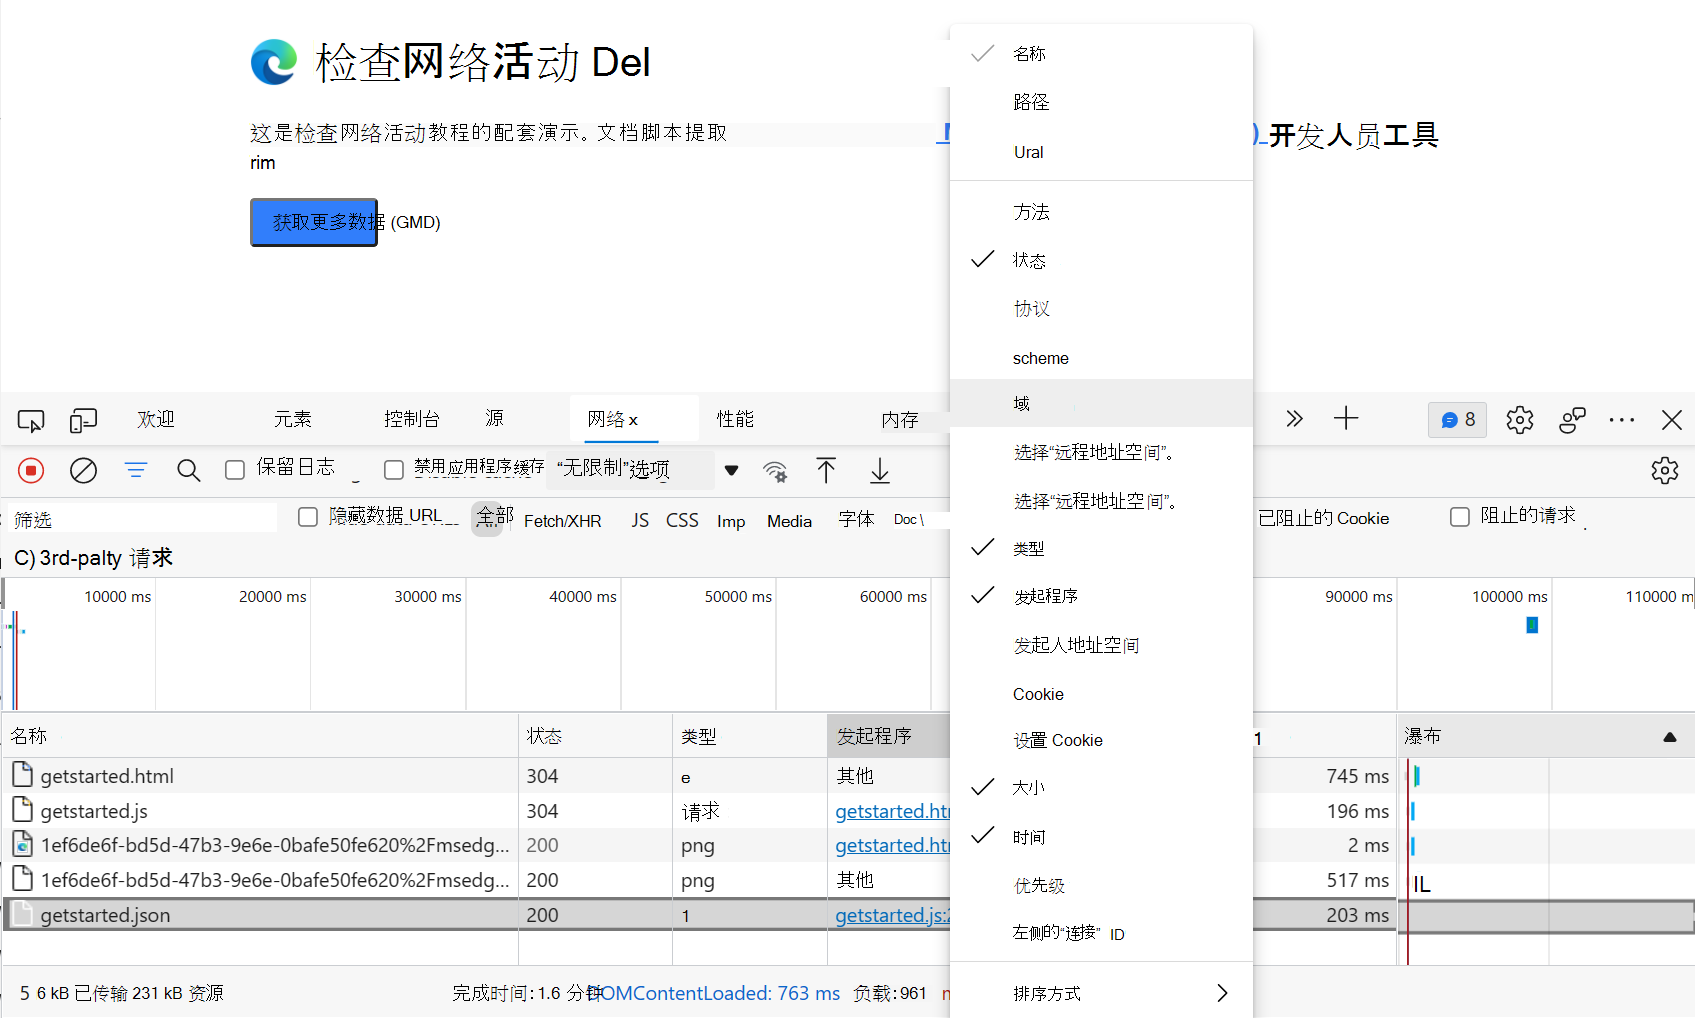 检查网络活动 Del
这是检查网络活动教程的配套演示。文档脚本提取
开发人员工具
rim
获取更多数据 (GMD)
名称
路径
Ural
方法
状态
协议
scheme
域
选择“远程地址空间”。
选择“远程地址空间”。
类型
发起程序
发起人地址空间
Cookie
设置 Cookie
大小
时间
优先级
左侧的“连接” ID
排序方式
欢迎 元素 控制台 源 网络 x 性能 内存 8
保留日志 禁用应用程序缓存 “无限制”选项
筛选 隐藏数据 URL 全部 Fetch/XHR JS CSS Imp Media 字体 Doc \ 已阻止的 Cookie 阻止的请求
C) 3rd-palty 请求
10000 ms 20000 ms 30000 ms 40000 ms 50000 ms 60000 ms 90000 ms 100000 ms 110000 m
名称 状态 类型 发起程序 1 瀑布
getstarted.html 304 e 其他 745 ms
getstarted.js 304 请求 getstarted.ht 196 ms
1ef6de6f-bd5d-47b3-9e6e-0bafe50fe620%2Fmsedg... 200 png getstarted.ht 2 ms
1ef6de6f-bd5d-47b3-9e6e-0bafe50fe620%2Fmsedg... 200 png 其他 517 ms IL
getstarted.json 200 1 getstarted.js: 203 ms
5 6 kB 已传输 231 kB 资源 完成时间: 1.6 分钟 DOMContentLoaded: 763 ms 负载: 961